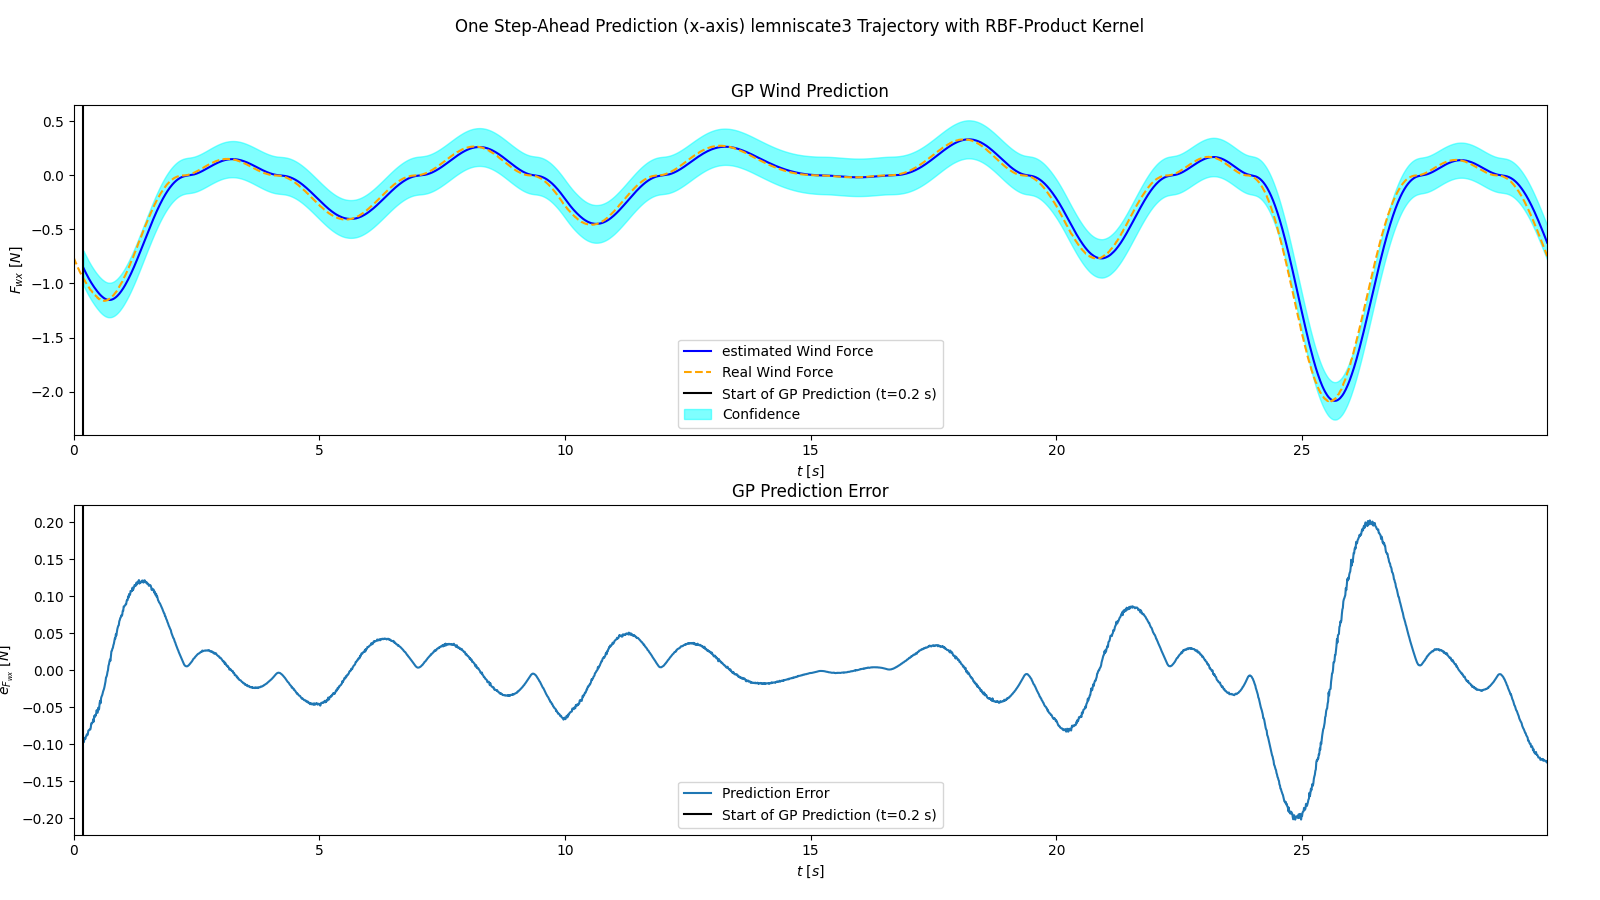 One Step-Ahead Prediction (x-axis) lemniscate3 Trajectory with RBF-Product Kernel
GP Wind Prediction
0.5
0.0
−0.5
−1.0
−1.5
−2.0
F_wx [N]
estimated Wind Force
Real Wind Force
Start of GP Prediction (t=0.2 s)
Confidence
0 5 10 15 20 25
t [s]
GP Prediction Error
0.20
0.15
0.10
0.05
0.00
−0.05
−0.10
−0.15
−0.20
e_F_wx [N]
Prediction Error
Start of GP Prediction (t=0.2 s)
0 5 10 15 20 25
t [s]